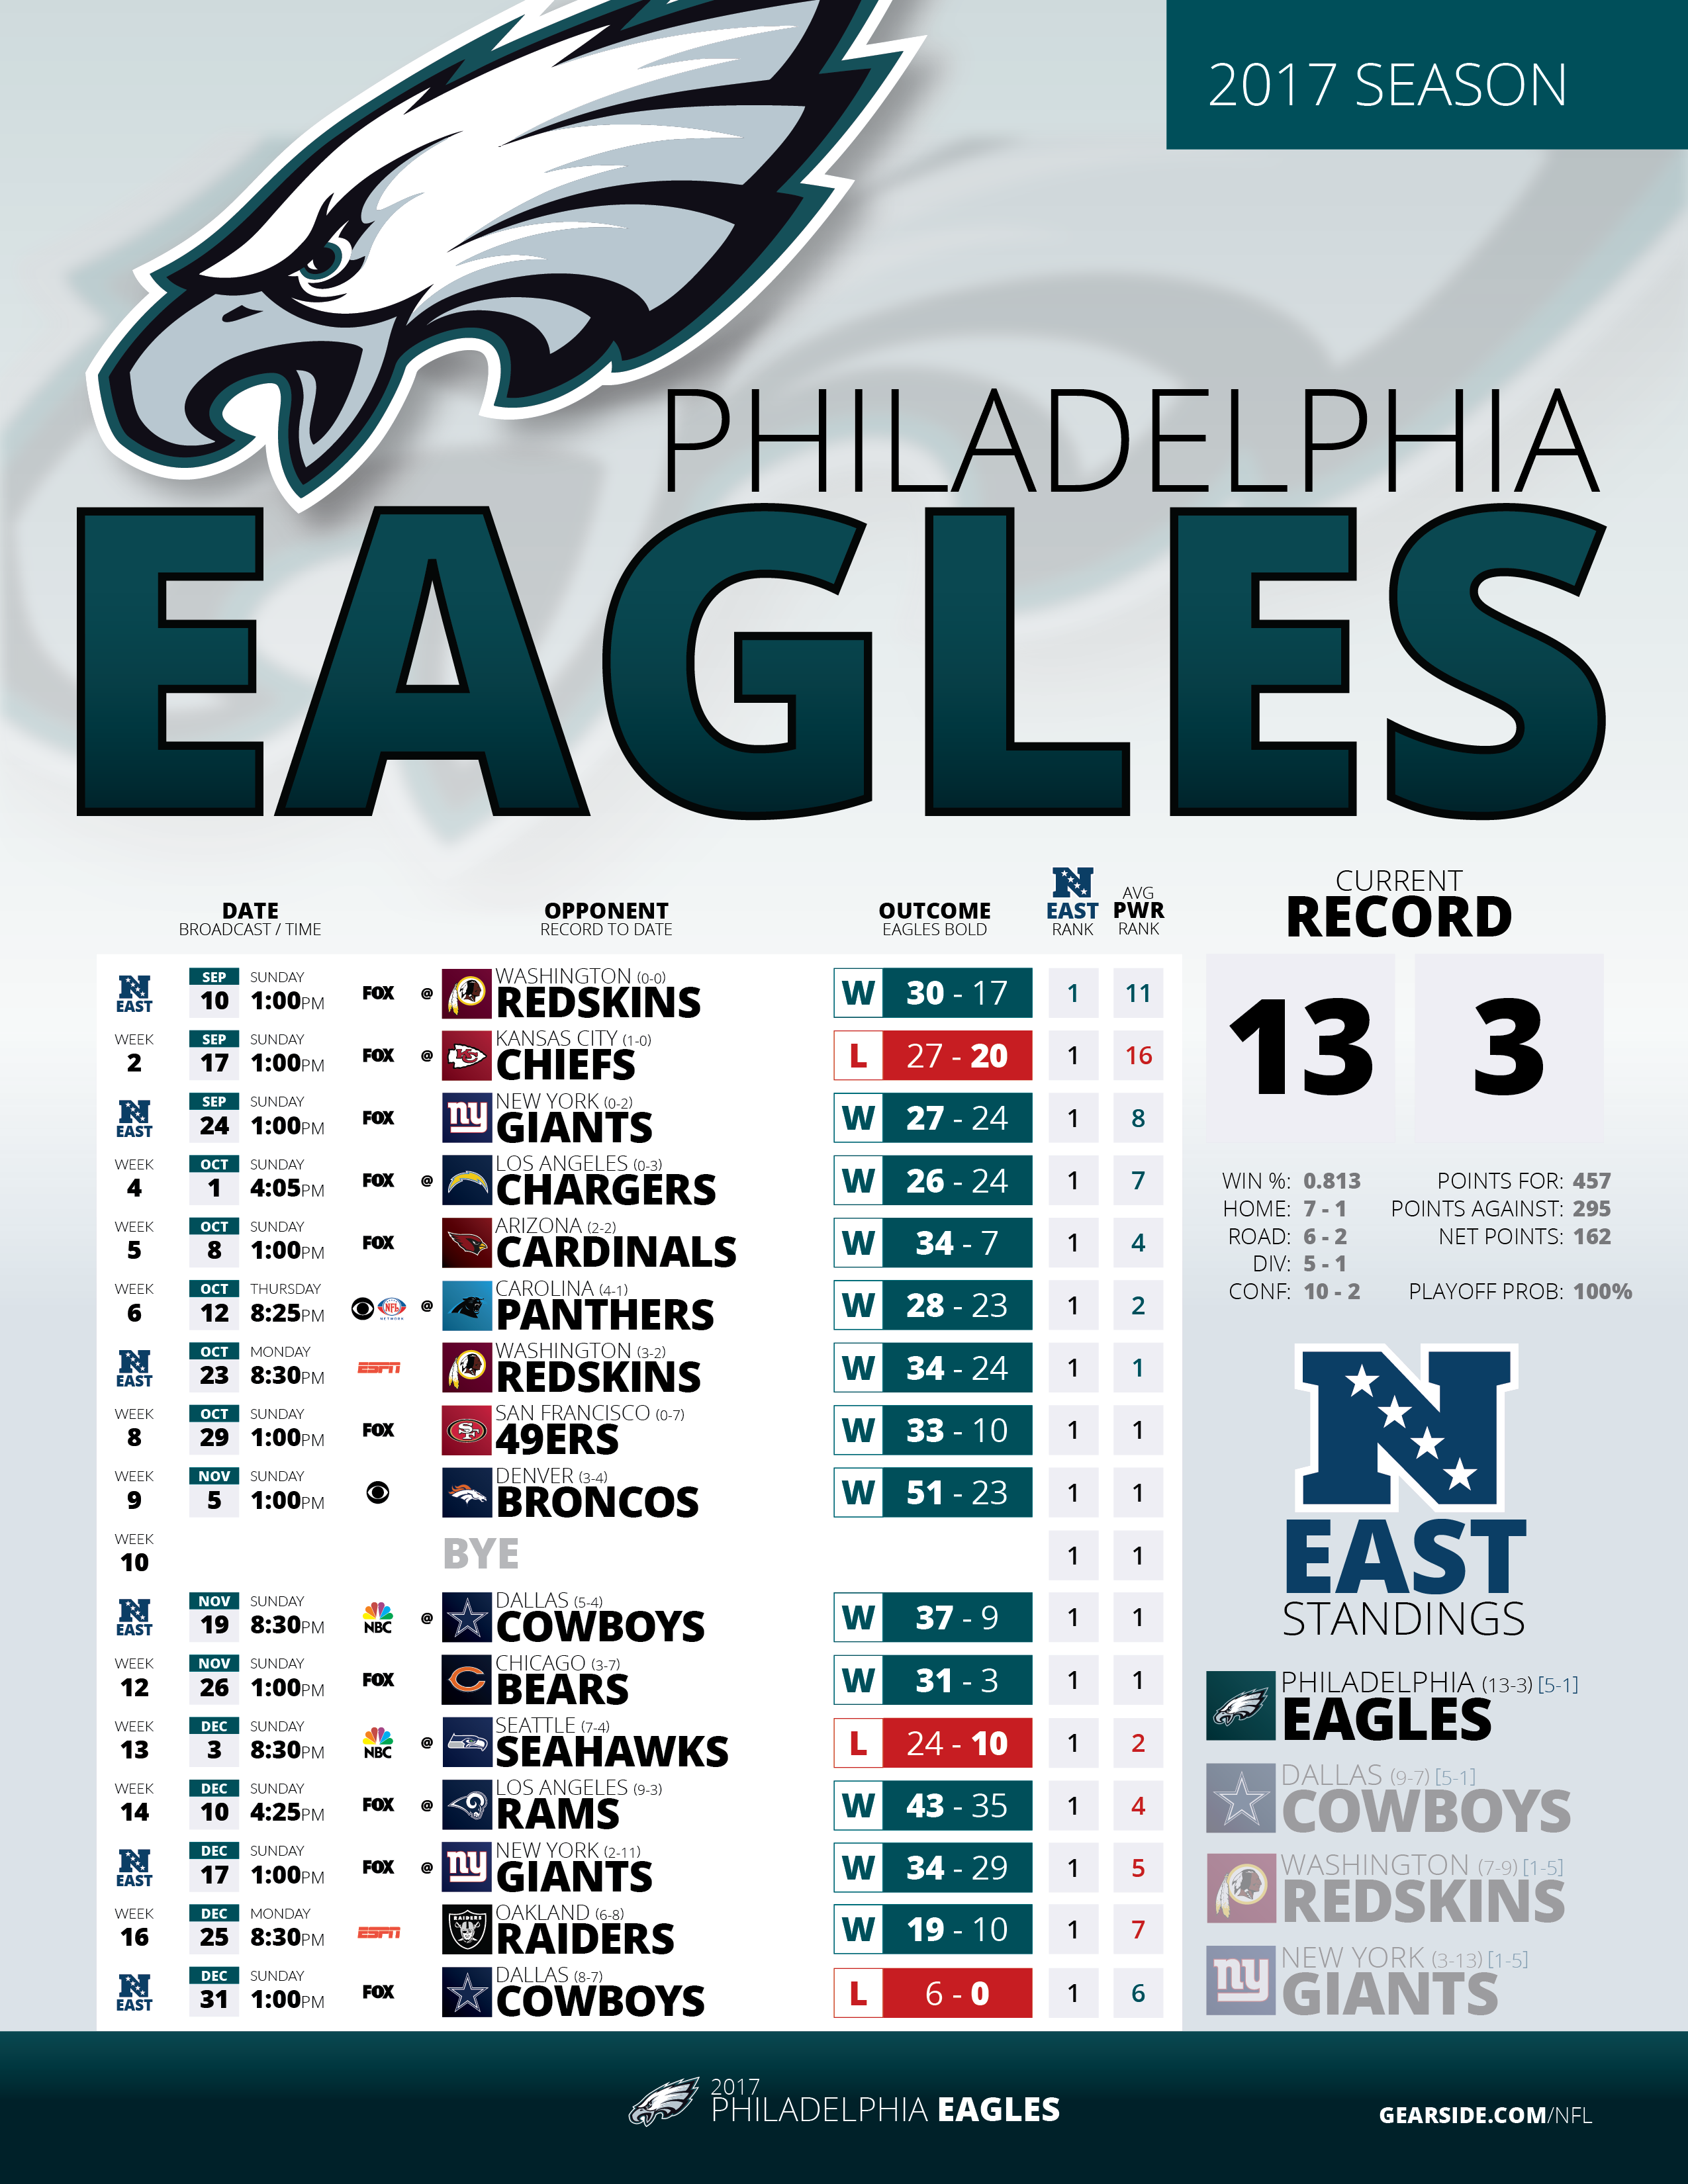 2017 SEASON
PHILADELPHIA
EAGLES
DATE
BROADCAST / TIME
OPPONENT
RECORD TO DATE
OUTCOME
EAGLES BOLD
N
EAST
RANK
AVG
PWR
RANK
CURRENT
RECORD
N EAST SEP 10 SUNDAY 1:00PM FOX @ WASHINGTON (0-0) REDSKINS W 30 - 17 1 11
WEEK 2 SEP 17 SUNDAY 1:00PM FOX @ KANSAS CITY (1-0) KC CHIEFS L 27 - 20 1 16
N EAST SEP 24 SUNDAY 1:00PM FOX ny NEW YORK (0-2) GIANTS W 27 - 24 1 8
WEEK 4 OCT 1 SUNDAY 4:05PM FOX @ LOS ANGELES (0-3) CHARGERS W 26 - 24 1 7
WEEK 5 OCT 8 SUNDAY 1:00PM FOX ARIZONA (2-2) CARDINALS W 34 - 7 1 4
WEEK 6 OCT 12 THURSDAY 8:25PM NFL NETWORK @ CAROLINA (4-1) PANTHERS W 28 - 23 1 2
N EAST OCT 23 MONDAY 8:30PM ESPN WASHINGTON (3-2) REDSKINS W 34 - 24 1 1
WEEK 8 OCT 29 SUNDAY 1:00PM FOX SF SAN FRANCISCO (0-7) 49ERS W 33 - 10 1 1
WEEK 9 NOV 5 SUNDAY 1:00PM DENVER (3-4) BRONCOS W 51 - 23 1 1
WEEK 10 BYE 1 1
N EAST NOV 19 SUNDAY 8:30PM NBC @ DALLAS (5-4) COWBOYS W 37 - 9 1 1
WEEK 12 NOV 26 SUNDAY 1:00PM FOX C CHICAGO (3-7) BEARS W 31 - 3 1 1
WEEK 13 DEC 3 SUNDAY 8:30PM NBC @ SEATTLE (7-4) SEAHAWKS L 24 - 10 1 2
WEEK 14 DEC 10 SUNDAY 4:25PM FOX @ LOS ANGELES (9-3) RAMS W 43 - 35 1 4
N EAST DEC 17 SUNDAY 1:00PM FOX @ ny NEW YORK (2-11) GIANTS W 34 - 29 1 5
WEEK 16 DEC 25 MONDAY 8:30PM ESPN RAIDERS OAKLAND (6-8) RAIDERS W 19 - 10 1 7
N EAST DEC 31 SUNDAY 1:00PM FOX DALLAS (8-7) COWBOYS L 6 - 0 1 6
13 3
WIN %: 0.813 POINTS FOR: 457
HOME: 7 - 1 POINTS AGAINST: 295
ROAD: 6 - 2 NET POINTS: 162
DIV: 5 - 1
CONF: 10 - 2 PLAYOFF PROB: 100%
N
EAST
STANDINGS
PHILADELPHIA (13-3) [5-1]
EAGLES
DALLAS (9-7) [5-1]
COWBOYS
WASHINGTON (7-9) [1-5]
REDSKINS
ny NEW YORK (3-13) [1-5]
GIANTS
2017
PHILADELPHIA EAGLES
GEARSIDE.COM/NFL